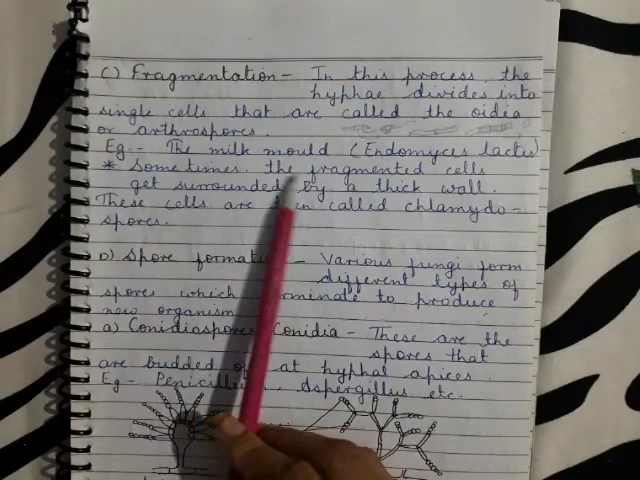 C) Fragmentation - In this process, the
hyphae divides into
single cells that are called the oidia
or arthrospores.
Eg.- The milk mould (Endomyces lactis)
* Sometimes, the fragmented cells
get surrounded by a thick wall.
These cells are called chlamydo-
spores.
D) Spore - Various fungi form
different types of
spores which to produce
new organism
a) Conidiaspores Conidia - These are the
spores that
are budded at hyphal apices.
Eg - Aspergillus etc.